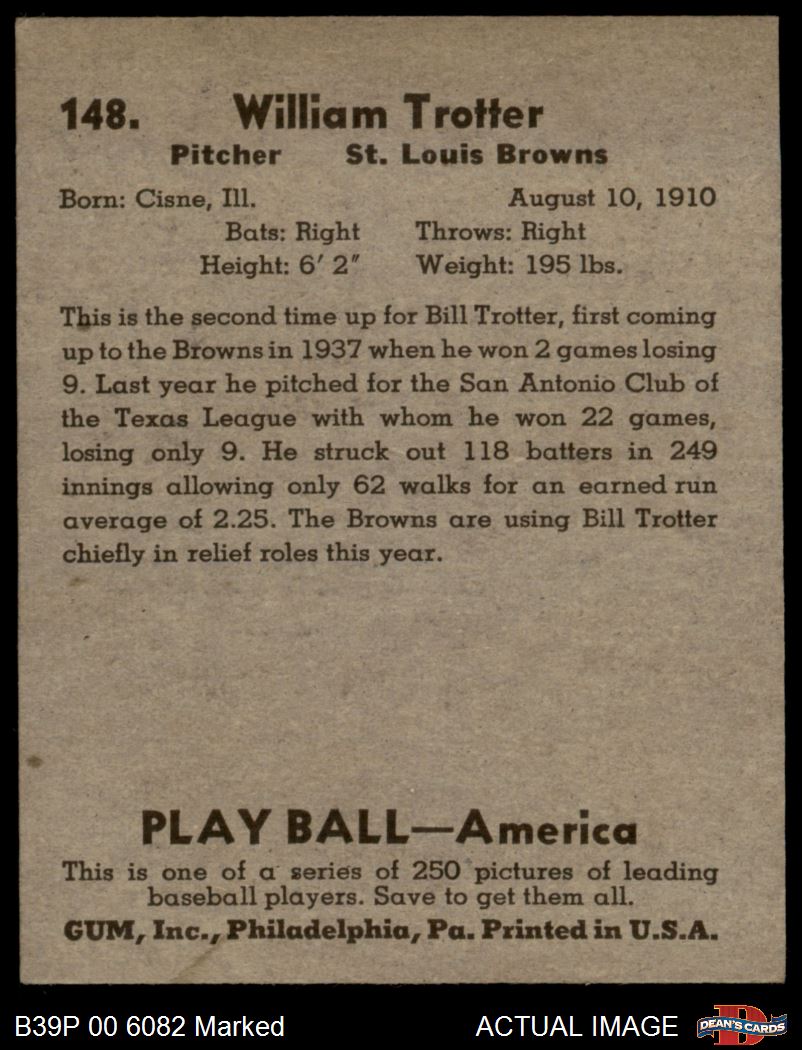 148. William Trotter
Pitcher St. Louis Browns
Born: Cisne, Ill. August 10, 1910
Bats: Right Throws: Right
Height: 6′ 2″ Weight: 195 lbs.
This is the second time up for Bill Trotter, first coming
up to the Browns in 1937 when he won 2 games losing
9. Last year he pitched for the San Antonio Club of
the Texas League with whom he won 22 games,
losing only 9. He struck out 118 batters in 249
innings allowing only 62 walks for an earned run
average of 2.25. The Browns are using Bill Trotter
chiefly in relief roles this year.
PLAY BALL—America
This is one of a series of 250 pictures of leading
baseball players. Save to get them all.
GUM, Inc., Philadelphia, Pa. Printed in U.S.A.
B39P 00 6082 Marked ACTUAL IMAGE DEAN'S CARDS